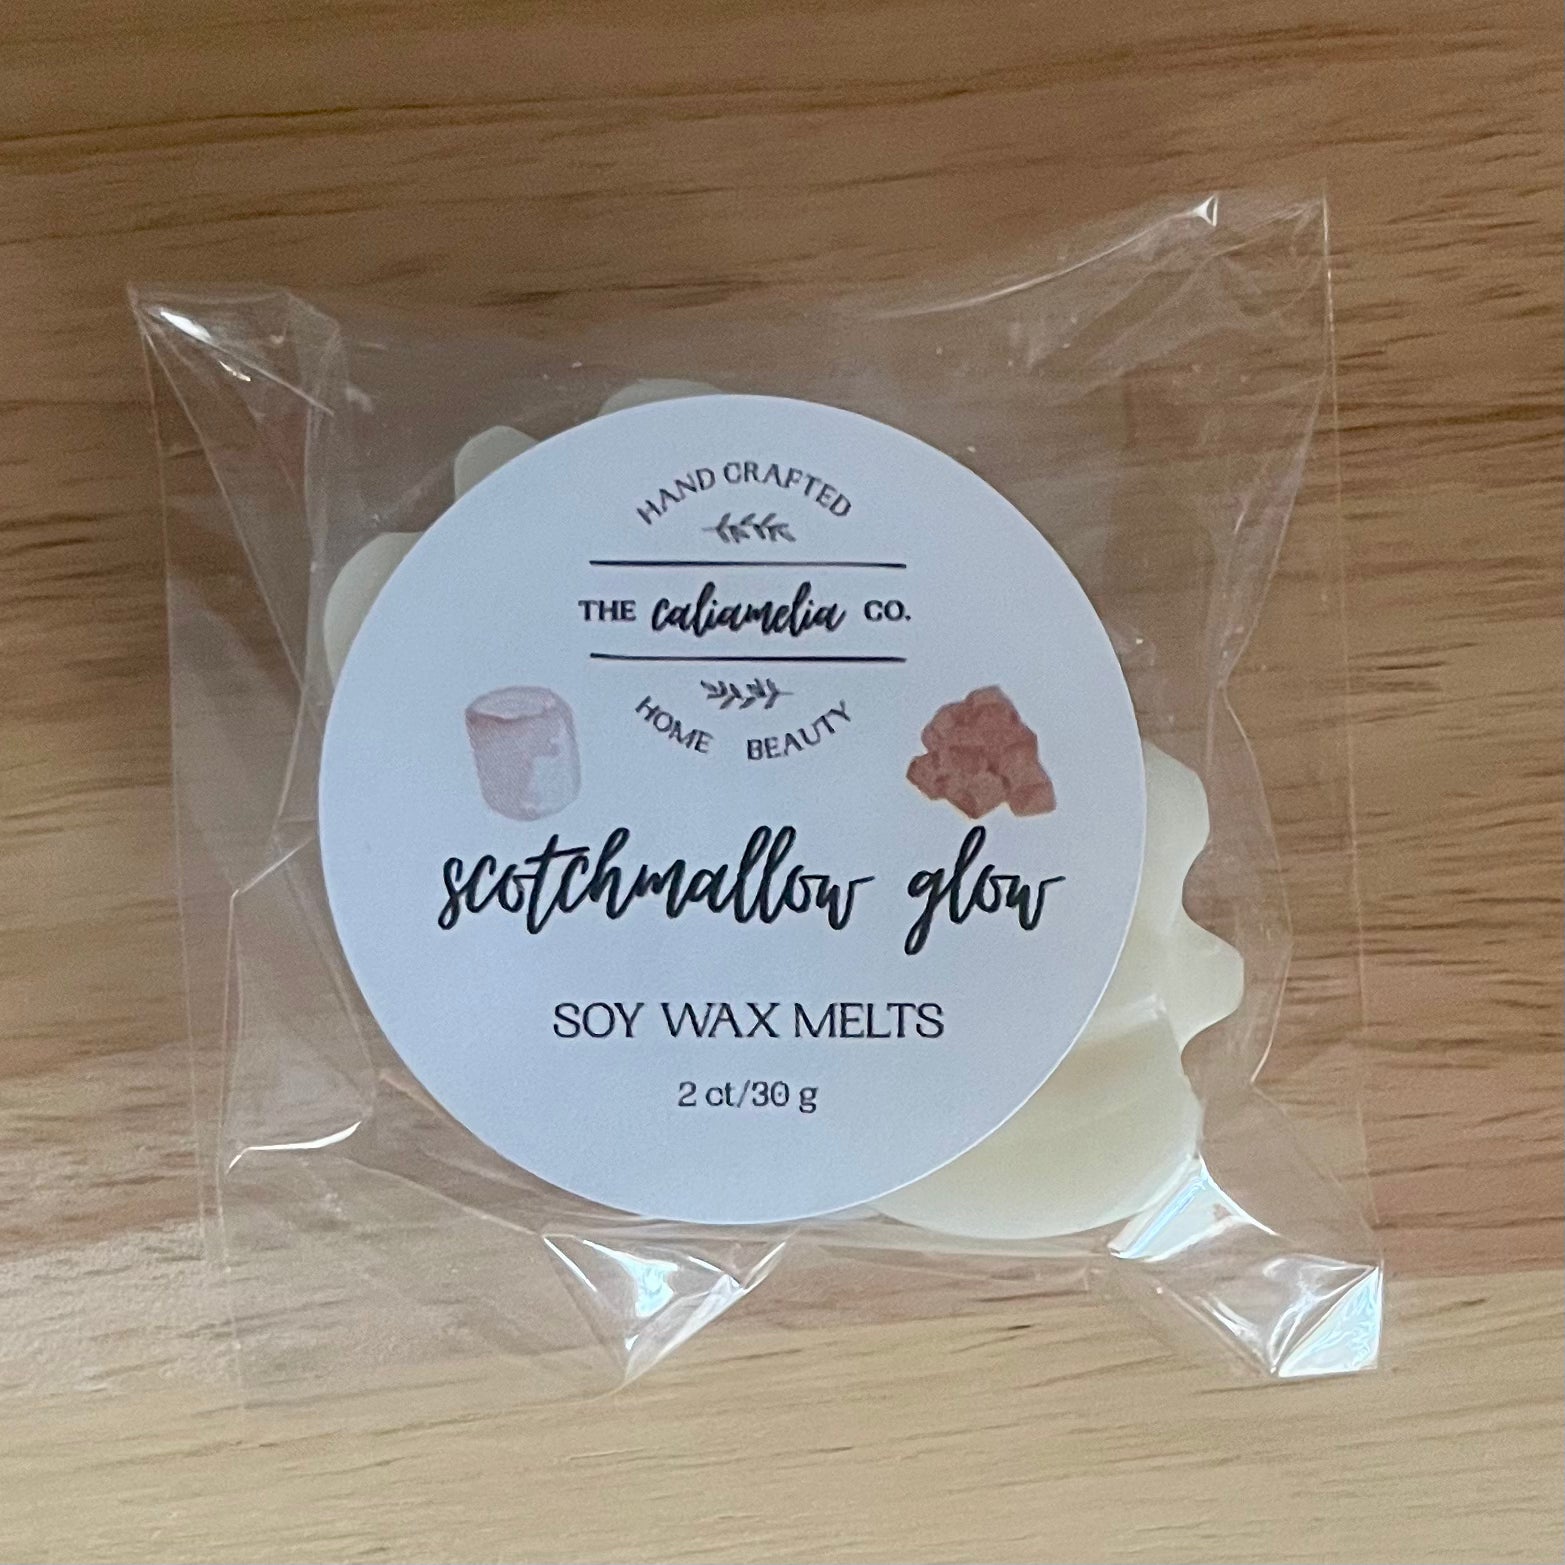 HAND CRAFTED
THE caliamelia CO.
HOME BEAUTY
scotchmallow glow
SOY WAX MELTS
2 ct/30 g